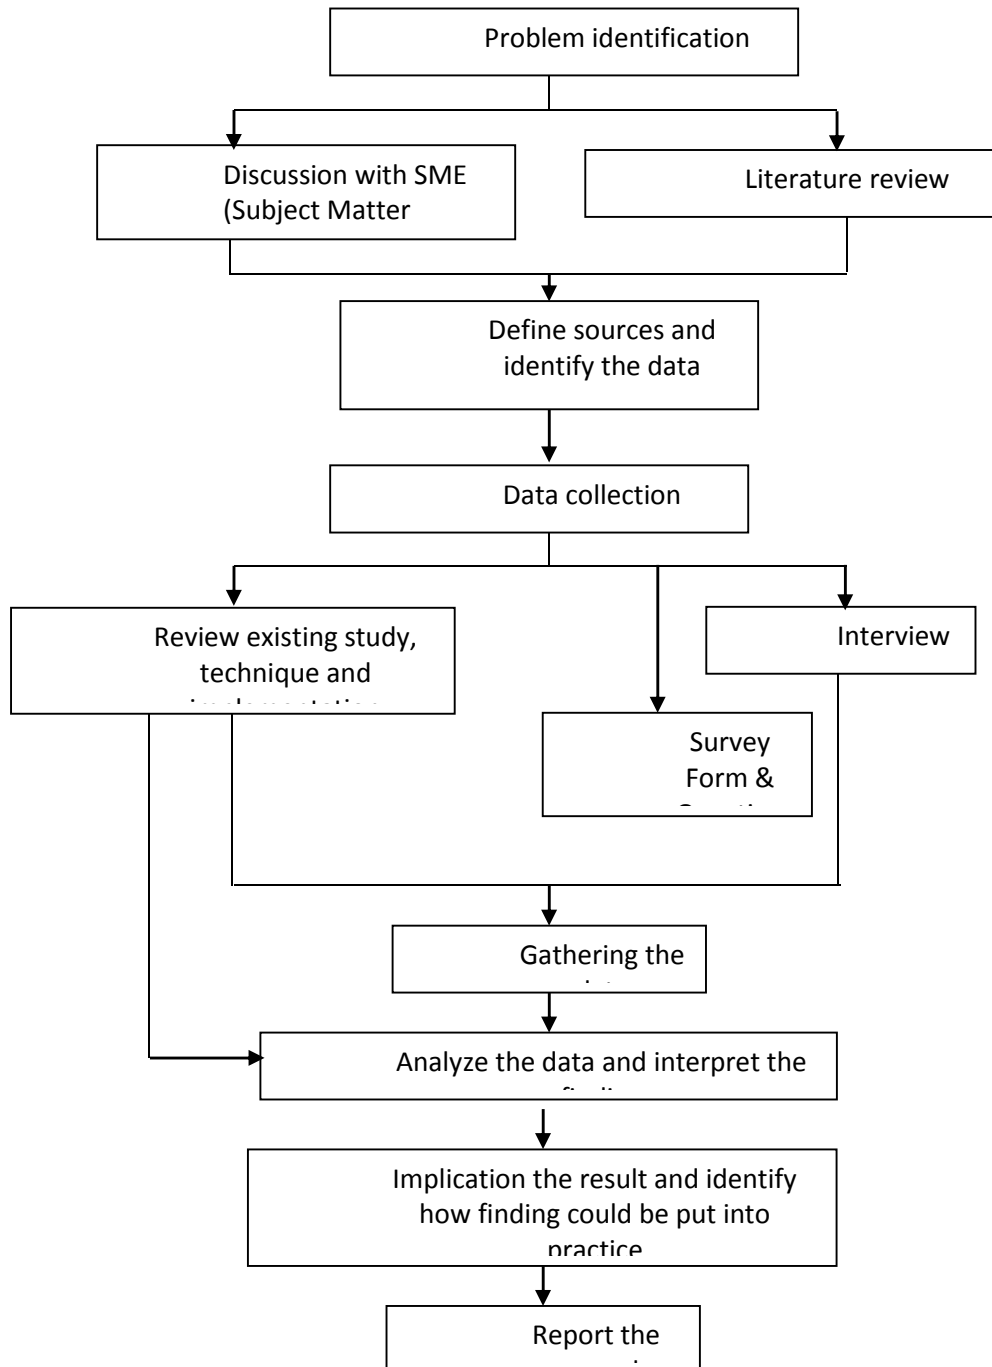 Problem identification
Discussion with SME
(Subject Matter
Literature review
Define sources and
identify the data
Data collection
Review existing study,
technique and
Interview
Survey
Form &
Gathering the
Analyze the data and interpret the
Implication the result and identify
how finding could be put into
practice
Report the